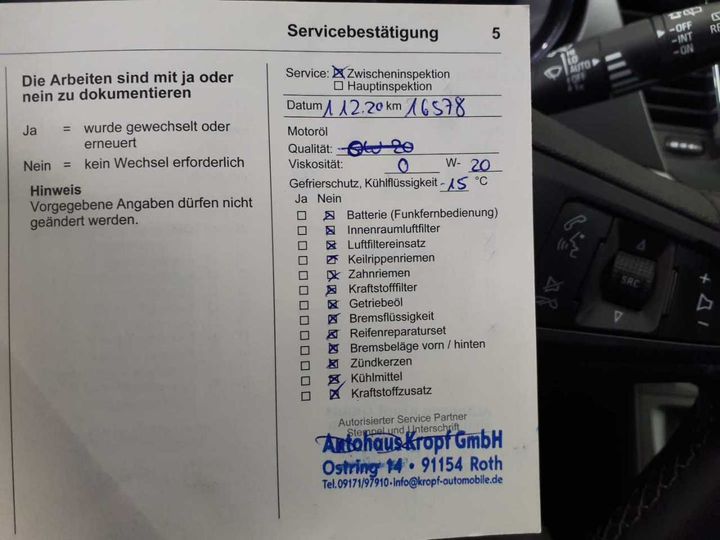 Servicebestätigung 5
Die Arbeiten sind mit ja oder
nein zu dokumentieren
Ja = wurde gewechselt oder
erneuert
Nein = kein Wechsel erforderlich
Hinweis
Vorgegebene Angaben dürfen nicht
geändert werden.
Service: Zwischeninspektion
Hauptinspektion
Datum 1 12.20 km 16578
Motoröl
Qualität:
Viskosität: 0 W- 20
Gefrierschutz, Kühlflüssigkeit -15 °C
Ja Nein
Batterie (Funkfernbedienung)
Innenraumluftfilter
Luftfiltereinsatz
Keilrippenriemen
Zahnriemen
Kraftstofffilter
Getriebeöl
Bremsflüssigkeit
Reifenreparaturset
Bremsbeläge vorn / hinten
Zündkerzen
Kühlmittel
Kraftstoffzusatz
Autorisierter Service Partner
Stempel und Unterschrift
Autohaus Kropf GmbH
Ostring 14 • 91154 Roth
Tel. 09171/97910 • info@kropf-automobile.de
OFF
INT
ON
HI
LO
AUTO
OFF
SRC